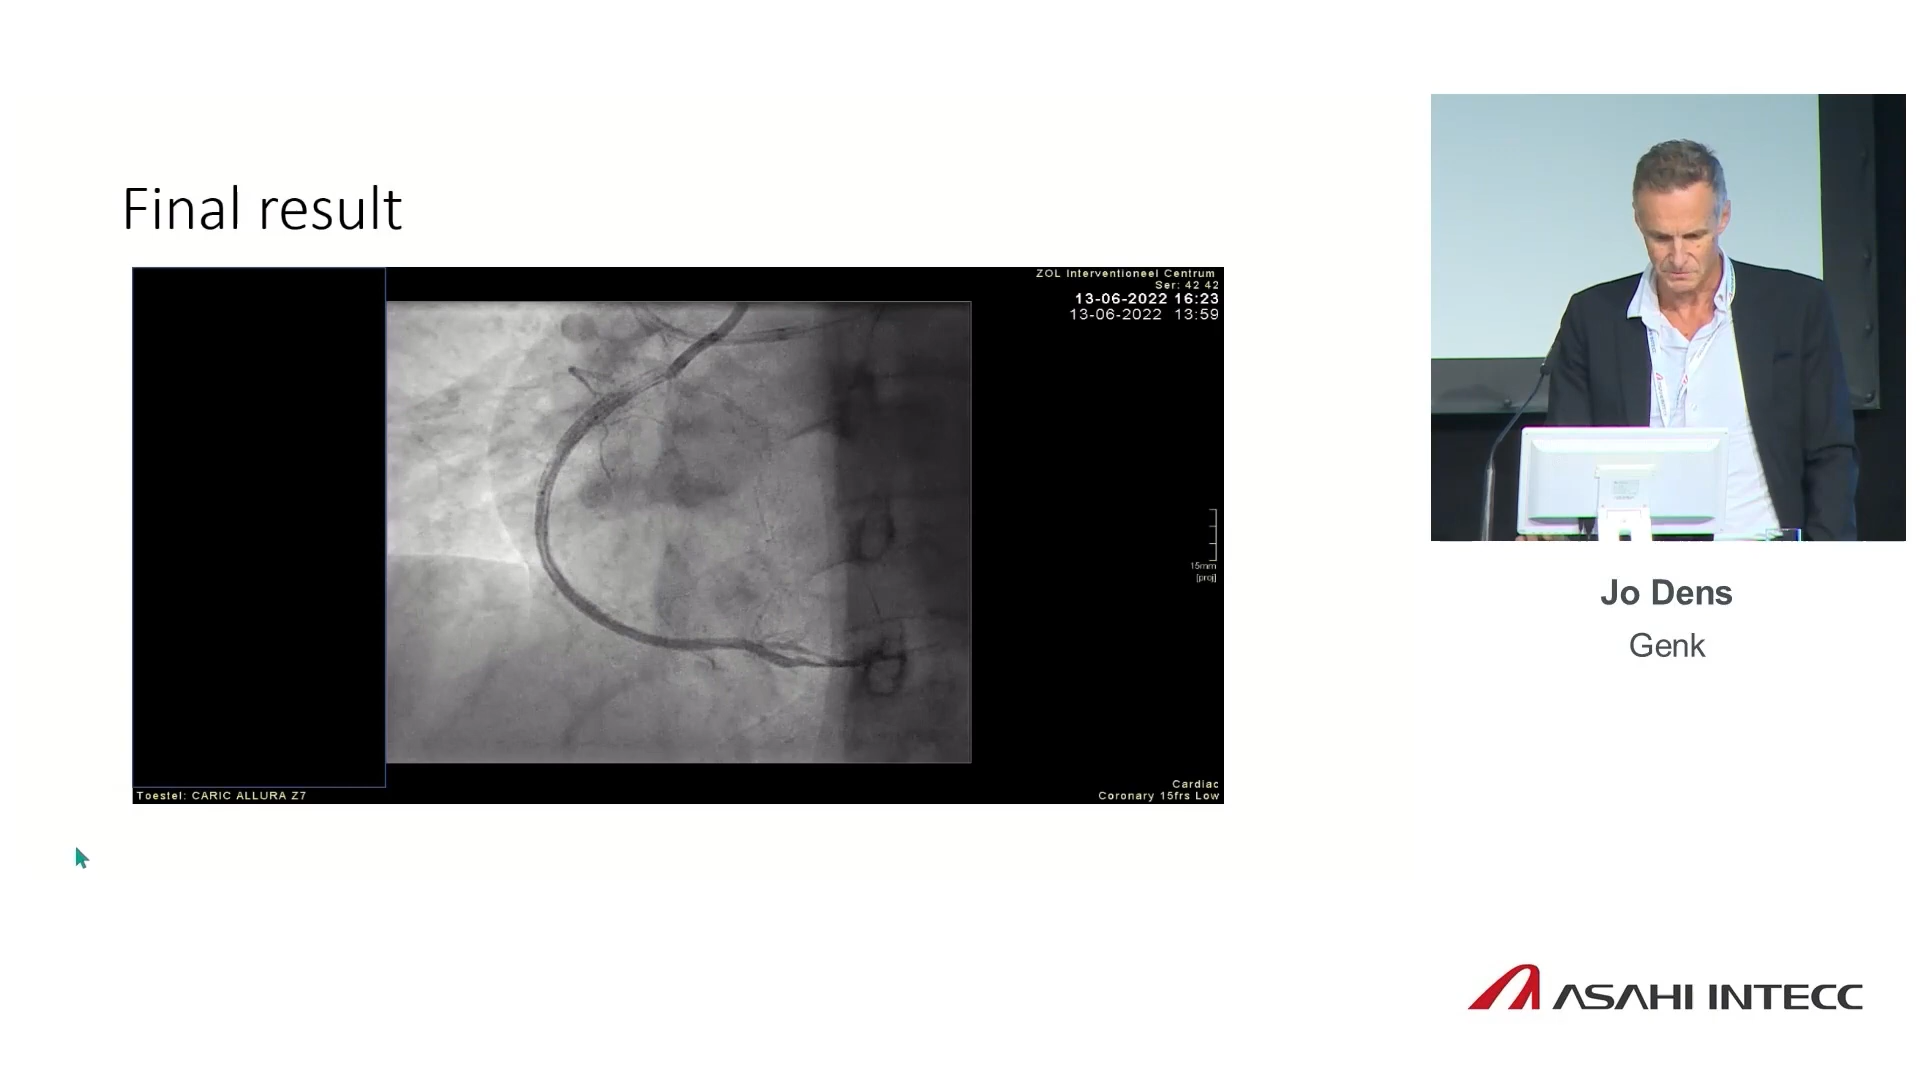 Final result
ZOL Interventioneel Centrum
Ser: 42 42
13-06-2022 16:23
13-06-2022 13:59
15mm
[proj]
Cardiac
Coronary 15frs Low
Toestel: CARIC ALLURA Z7
Jo Dens
Genk
ASAHI INTECC